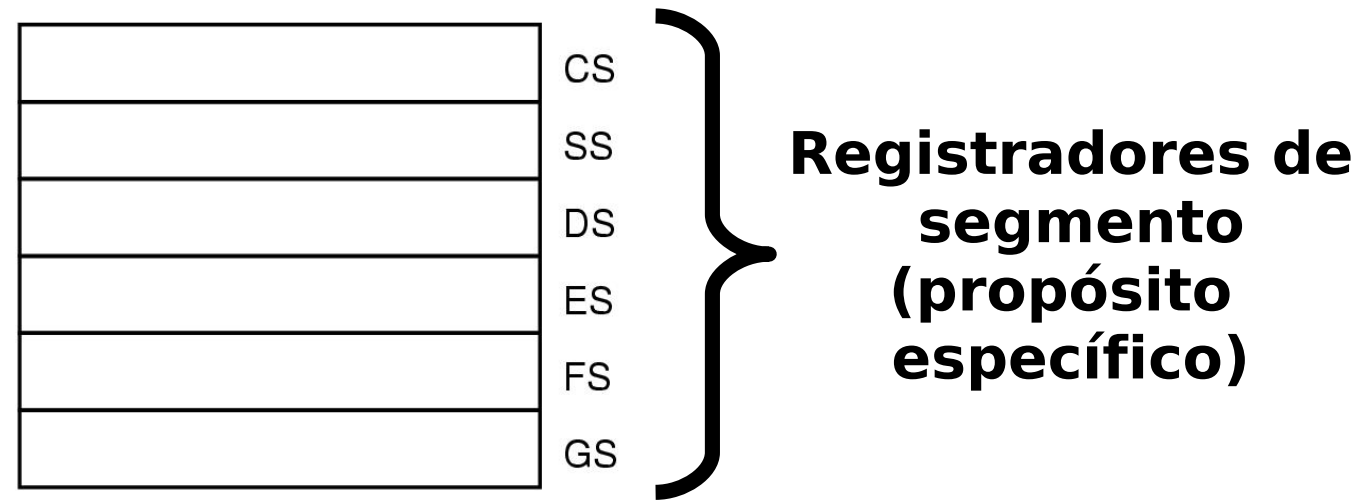 CS
SS
DS
ES
FS
GS
Registradores de
segmento
(propósito
específico)